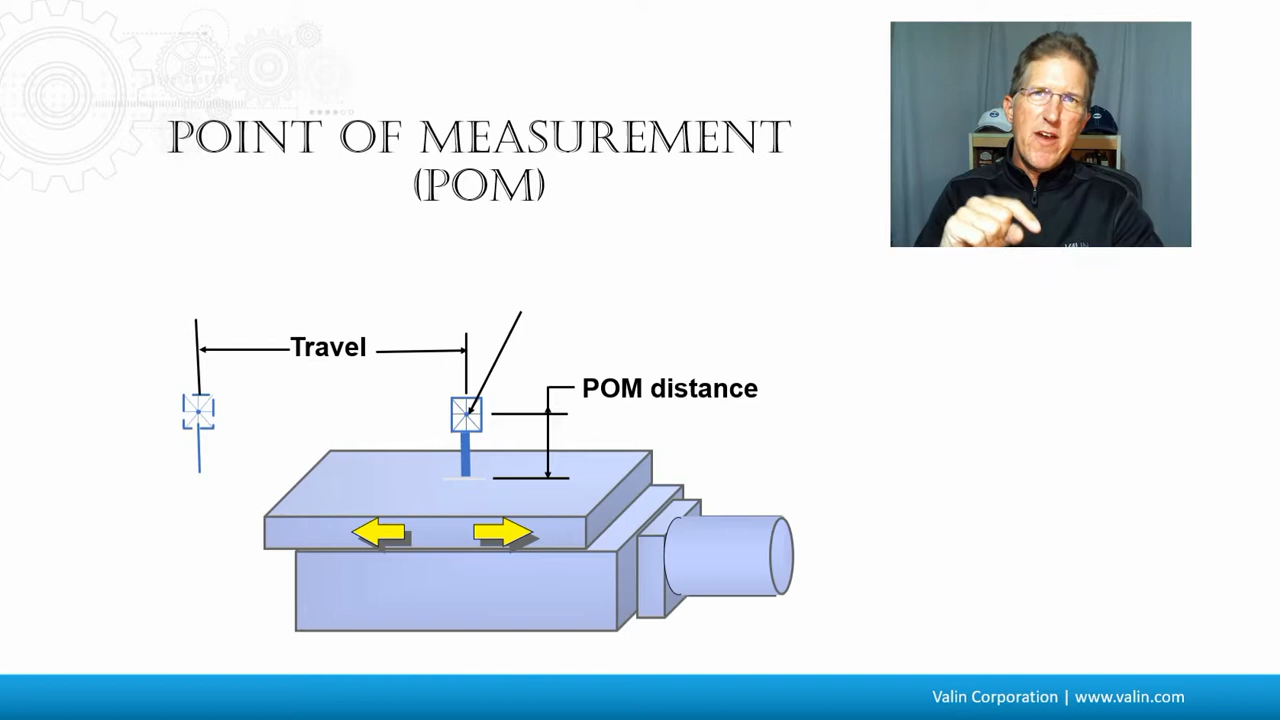 POINT OF MEASUREMENT
(POM)
Travel
POM distance
Valin Corporation | www.valin.com